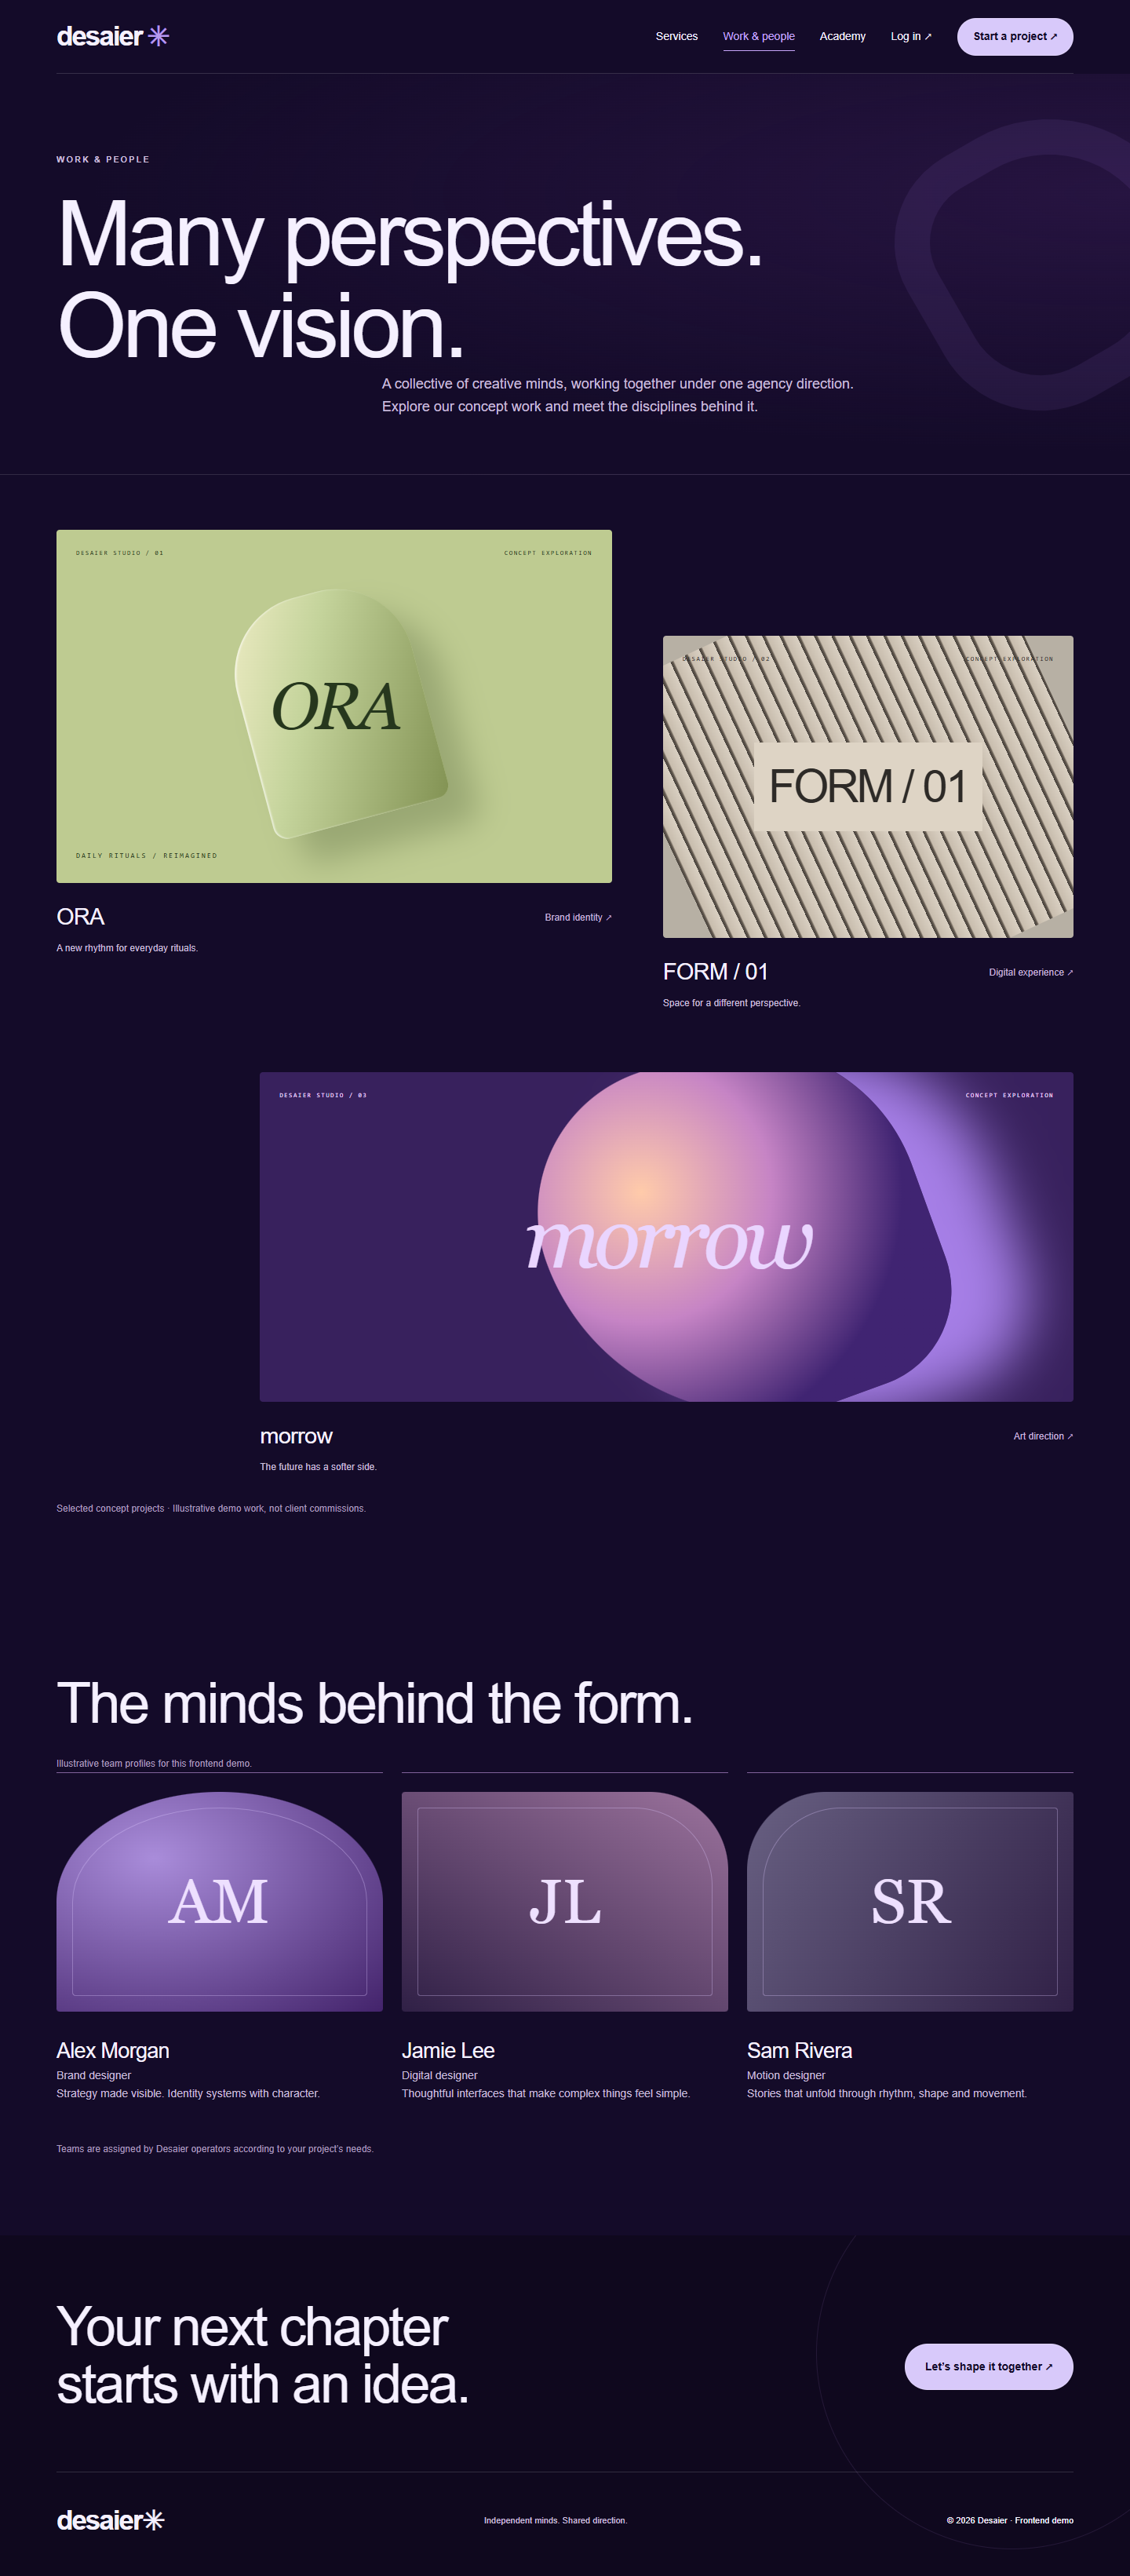 desaier
Services
Work & people
Academy
Log in ↗
Start a project ↗
WORK & PEOPLE
Many perspectives.
One vision.
A collective of creative minds, working together under one agency direction.
Explore our concept work and meet the disciplines behind it.
DESAIER STUDIO / 01
CONCEPT EXPLORATION
ORA
DAILY RITUALS / REIMAGINED
ORA
Brand identity ↗
A new rhythm for everyday rituals.
DESAIER STUDIO / 02
CONCEPT EXPLORATION
FORM / 01
FORM / 01
Digital experience ↗
Space for a different perspective.
DESAIER STUDIO / 03
CONCEPT EXPLORATION
morrow
morrow
Art direction ↗
The future has a softer side.
Selected concept projects · Illustrative demo work, not client commissions.
The minds behind the form.
Illustrative team profiles for this frontend demo.
AM
Alex Morgan
Brand designer
Strategy made visible. Identity systems with character.
JL
Jamie Lee
Digital designer
Thoughtful interfaces that make complex things feel simple.
SR
Sam Rivera
Motion designer
Stories that unfold through rhythm, shape and movement.
Teams are assigned by Desaier operators according to your project's needs.
Your next chapter
starts with an idea.
Let's shape it together ↗
desaier
Independent minds. Shared direction.
© 2026 Desaier · Frontend demo